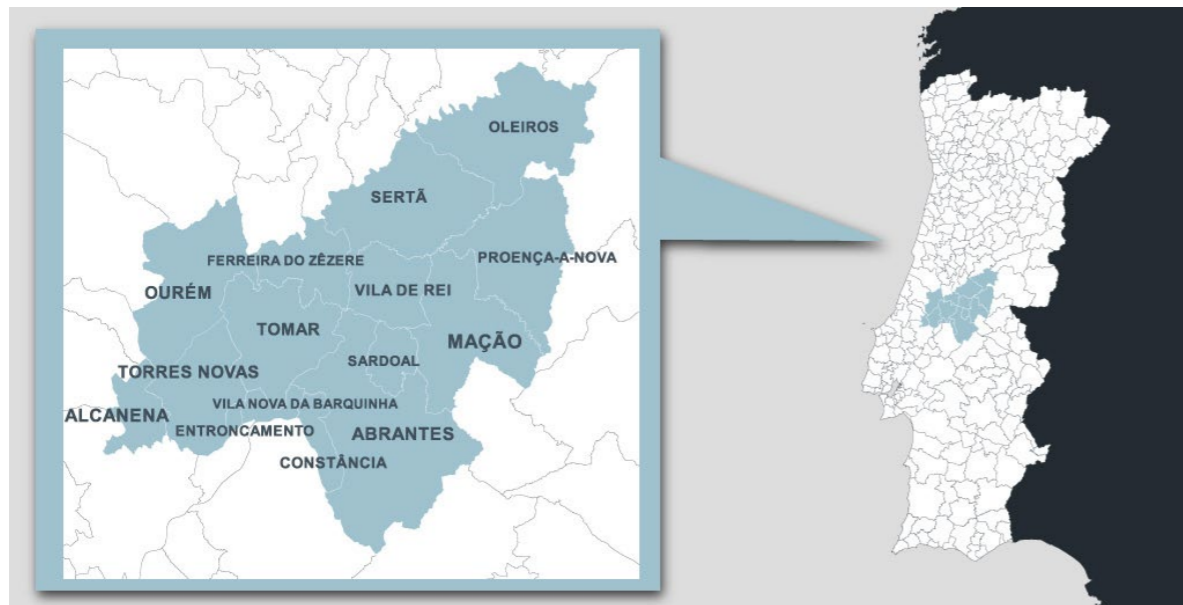 OLEIROS
SERTÃ
PROENÇA-A-NOVA
FERREIRA DO ZÊZERE
OURÉM
VILA DE REI
TOMAR
MAÇÃO
SARDOAL
TORRES NOVAS
VILA NOVA DA BARQUINHA
ALCANENA
ENTRONCAMENTO
ABRANTES
CONSTÂNCIA